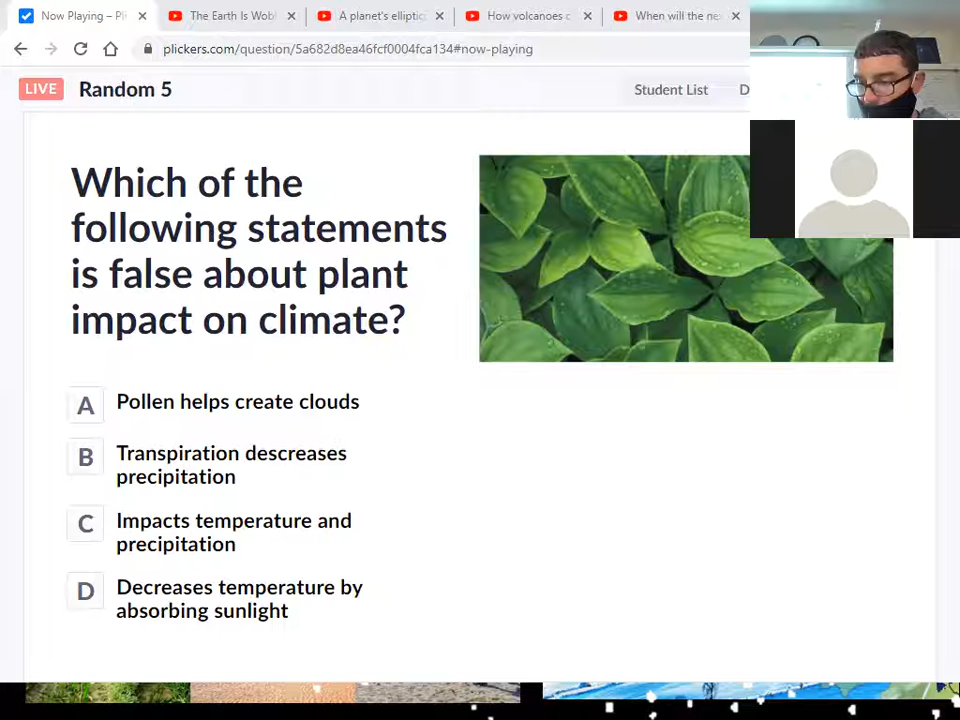 Now Playing – Pl
The Earth Is Wobl
A planet's elliptic
How volcanoes c
When will the ne
plickers.com/question/5a682d8ea46fcf0004fca134#now-playing
LIVE Random 5 Student List D
Which of the
following statements
is false about plant
impact on climate?
A Pollen helps create clouds
B Transpiration descreases
precipitation
C Impacts temperature and
precipitation
D Decreases temperature by
absorbing sunlight